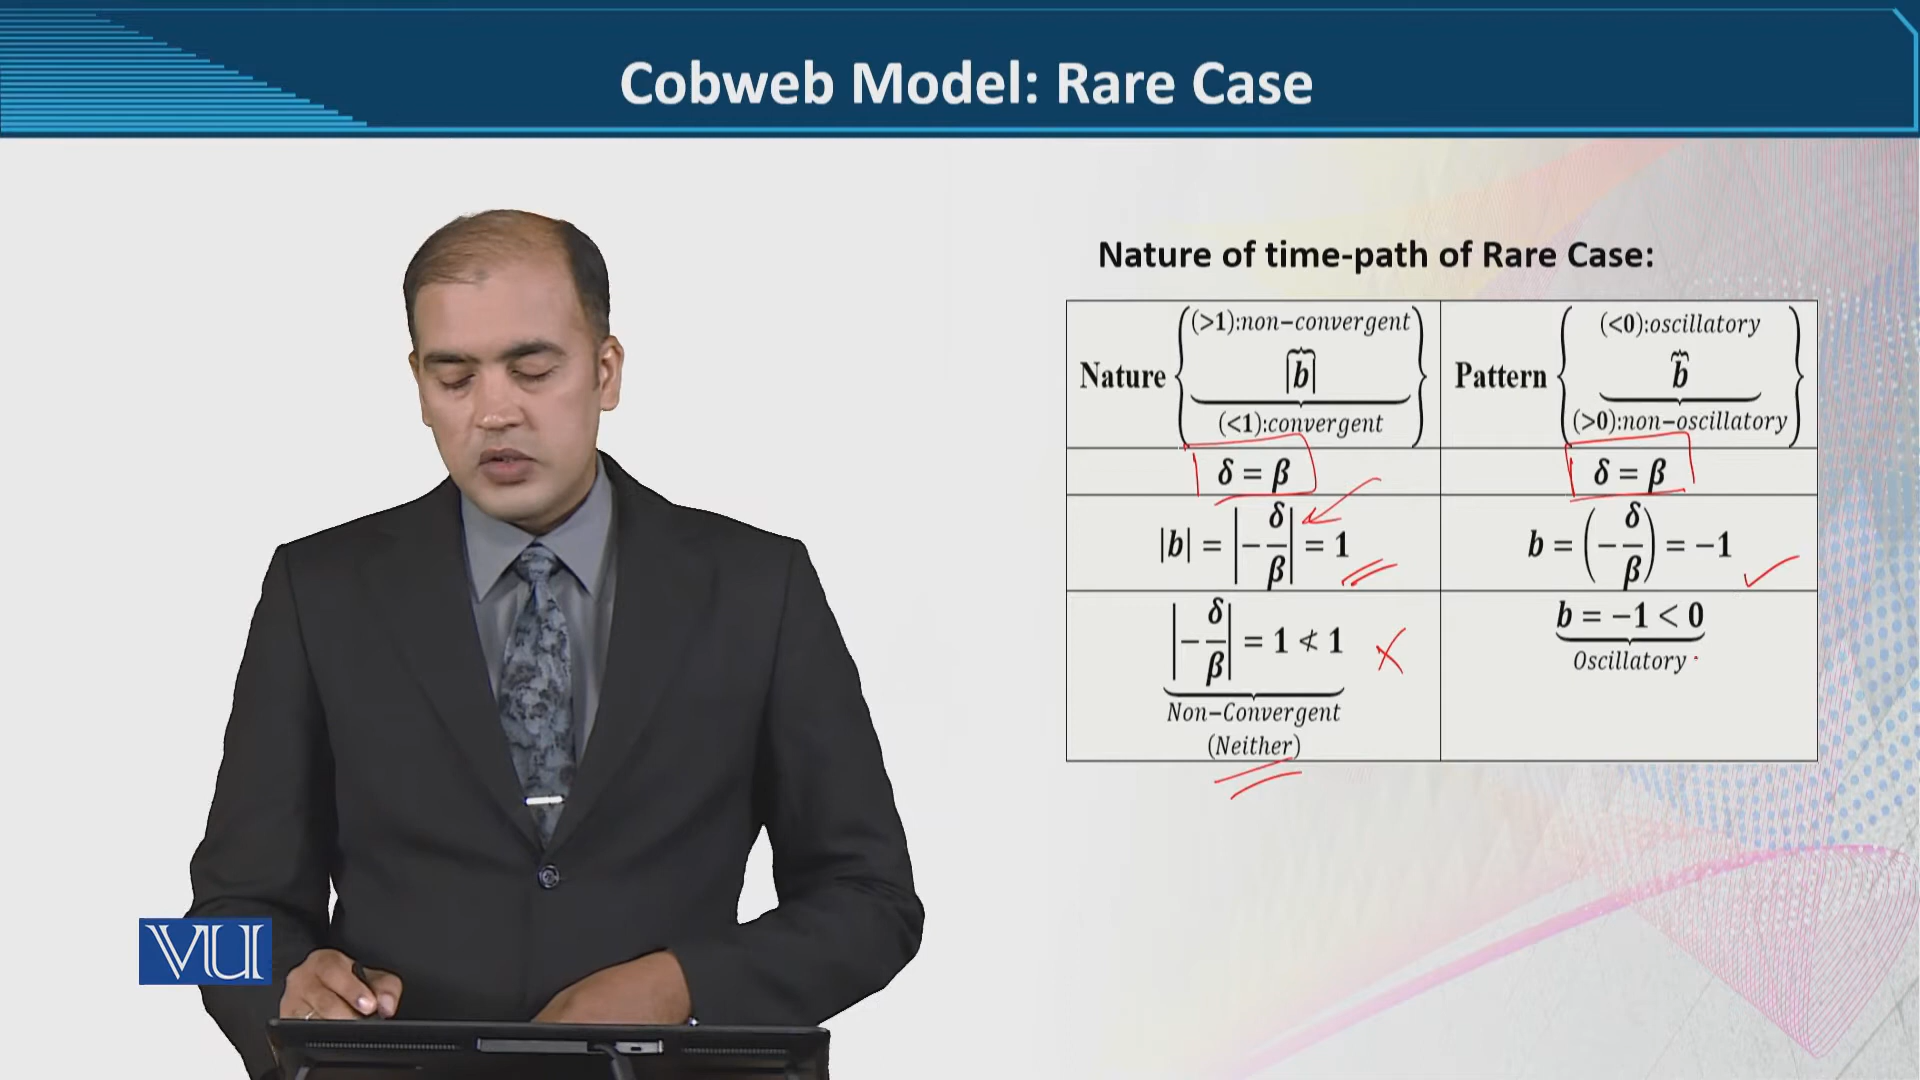 Cobweb Model: Rare Case
Nature of time-path of Rare Case:
(>1):non−convergent
Nature { |b| }
(<1):convergent
(<0):oscillatory
Pattern { b }
(>0):non−oscillatory
δ = β
δ = β
|b| = |−δ/β| = 1
b = (−δ/β) = −1
|−δ/β| = 1 ≮ 1
Non−Convergent
(Neither)
b = −1 < 0
Oscillatory
VU